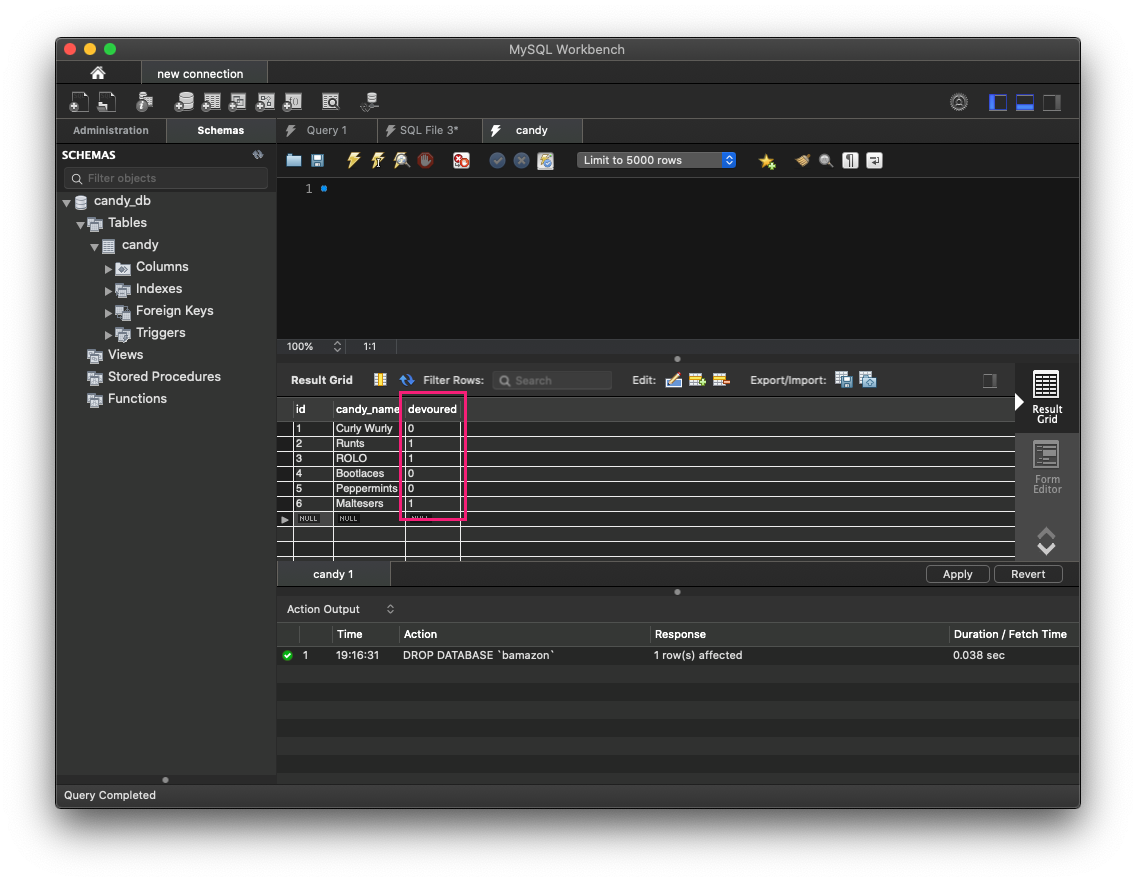 MySQL Workbench
new connection
Administration Schemas Query 1 SQL File 3* candy
SCHEMAS
Filter objects
Limit to 5000 rows
1
candy_db
Tables
candy
Columns
Indexes
Foreign Keys
Triggers
Views
Stored Procedures
Functions
100% 1:1
Result Grid Filter Rows: Search Edit: Export/Import:
id candy_name devoured
1 Curly Wurly 0
2 Runts 1
3 ROLO 1
4 Bootlaces 0
5 Peppermints 0
6 Maltesers 1
NULL NULL NULL
Result
Grid
Form
Editor
candy 1 Apply Revert
Action Output
Time Action Response Duration / Fetch Time
1 19:16:31 DROP DATABASE `bamazon` 1 row(s) affected 0.038 sec
Query Completed